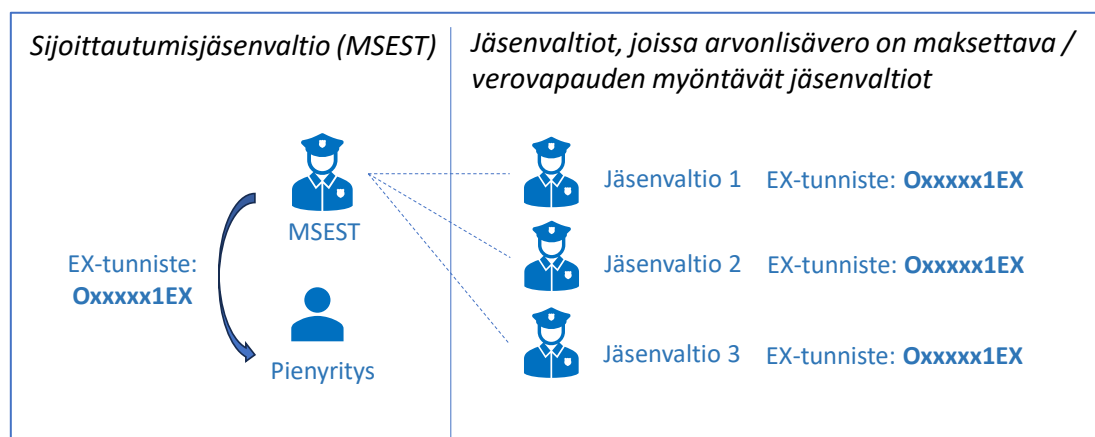 Sijoittautumisjäsenvaltio (MSEST)
Jäsenvaltiot, joissa arvonlisävero on maksettava /
verovapauden myöntävät jäsenvaltiot
MSEST
EX-tunniste:
Oxxxxx1EX
Pienyritys
Jäsenvaltio 1 EX-tunniste: Oxxxxx1EX
Jäsenvaltio 2 EX-tunniste: Oxxxxx1EX
Jäsenvaltio 3 EX-tunniste: Oxxxxx1EX